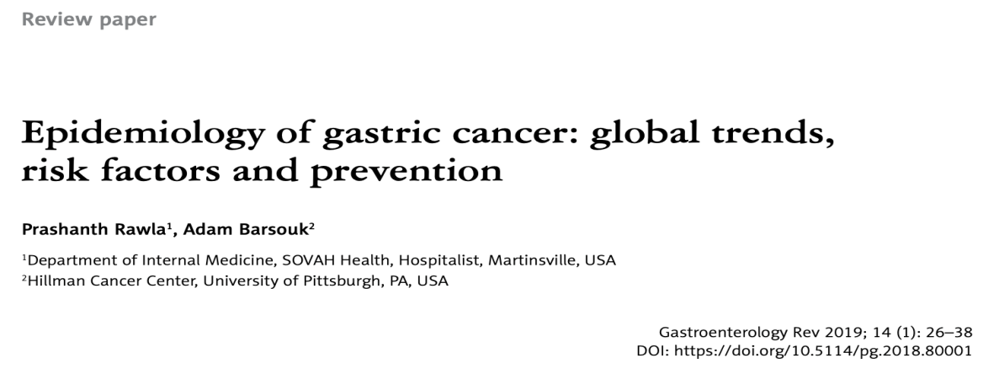 Review paper
Epidemiology of gastric cancer: global trends,
risk factors and prevention
Prashanth Rawla¹, Adam Barsouk²
¹Department of Internal Medicine, SOVAH Health, Hospitalist, Martinsville, USA
²Hillman Cancer Center, University of Pittsburgh, PA, USA
Gastroenterology Rev 2019; 14 (1): 26–38
DOI: https://doi.org/10.5114/pg.2018.80001